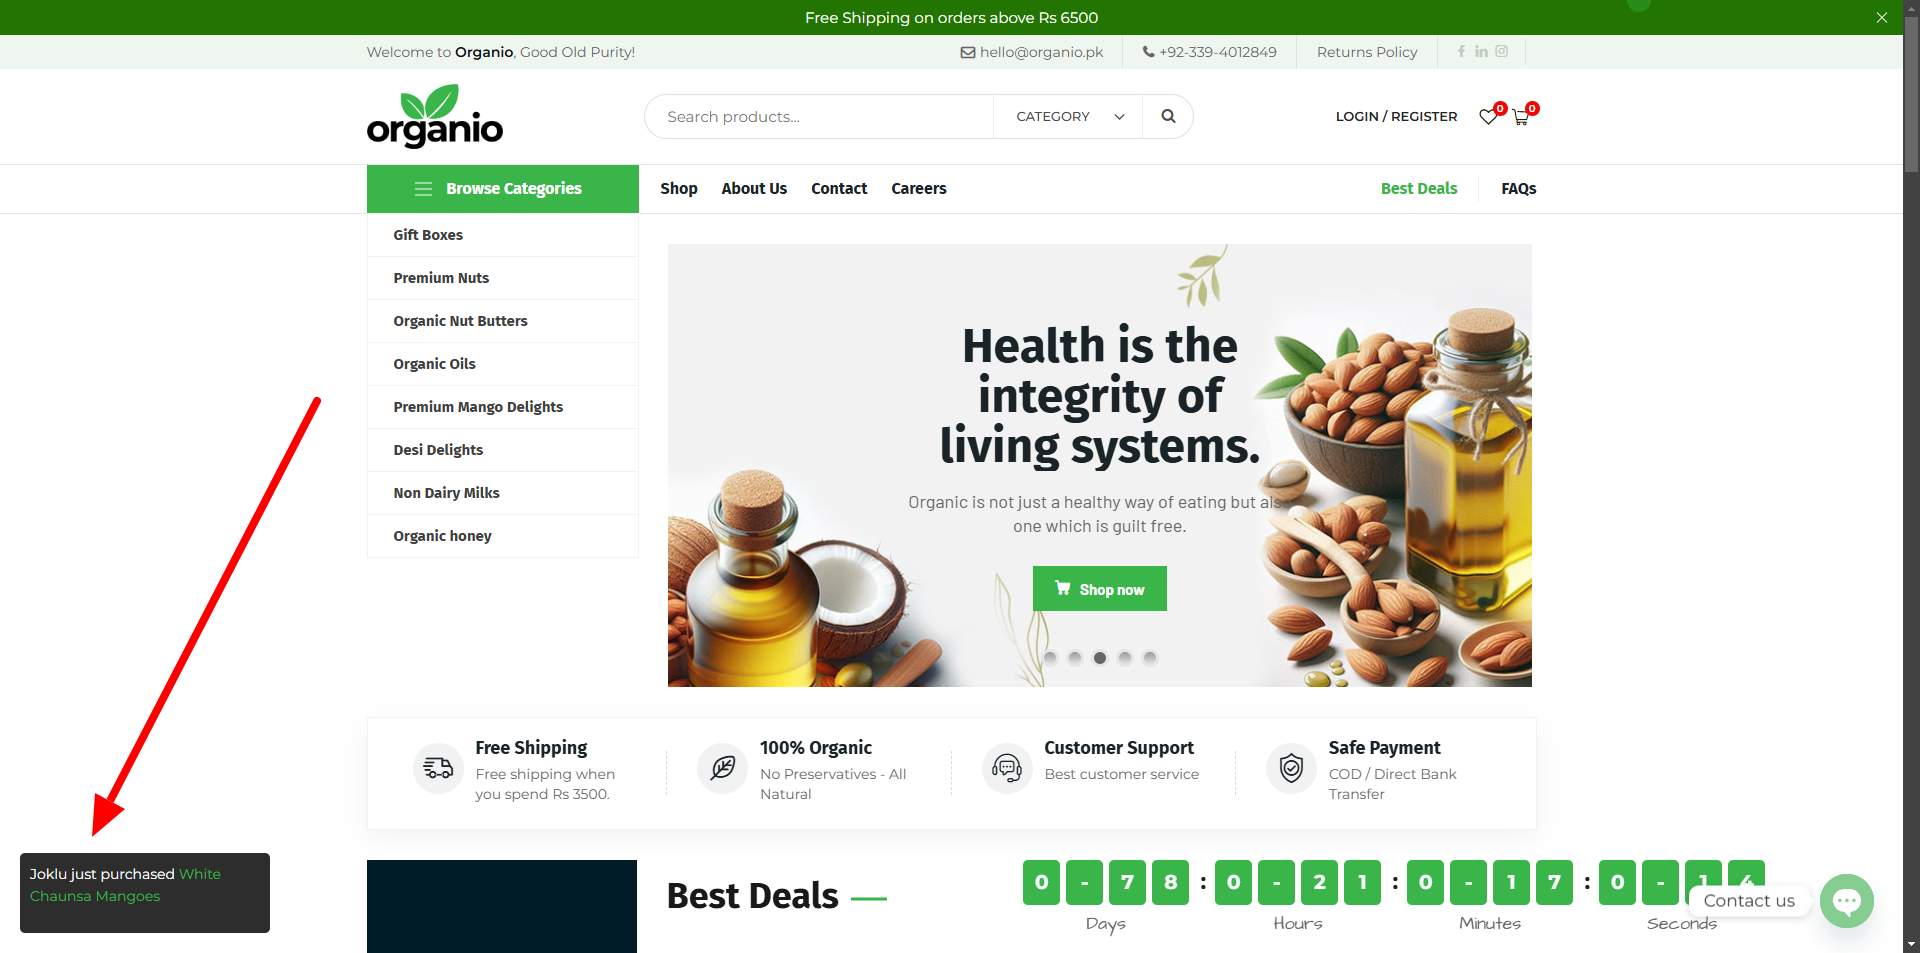 Free Shipping on orders above Rs 6500
Welcome to Organio, Good Old Purity!
hello@organio.pk
+92-339-4012849
Returns Policy
organio
Search products...
CATEGORY
LOGIN / REGISTER
0
0
Browse Categories
Shop
About Us
Contact
Careers
Best Deals
FAQs
Gift Boxes
Premium Nuts
Organic Nut Butters
Organic Oils
Premium Mango Delights
Desi Delights
Non Dairy Milks
Organic honey
Health is the
integrity of
living systems.
Organic is not just a healthy way of eating but also
one which is guilt free.
Shop now
Free Shipping
Free shipping when
you spend Rs 3500.
100% Organic
No Preservatives - All
Natural
Customer Support
Best customer service
Safe Payment
COD / Direct Bank
Transfer
Joklu just purchased White
Chaunsa Mangoes
Best Deals
0 - 7 8 : 0 - 2 1 : 0 - 1 7 : 0 - 1 4
Days
Hours
Minutes
Seconds
Contact us